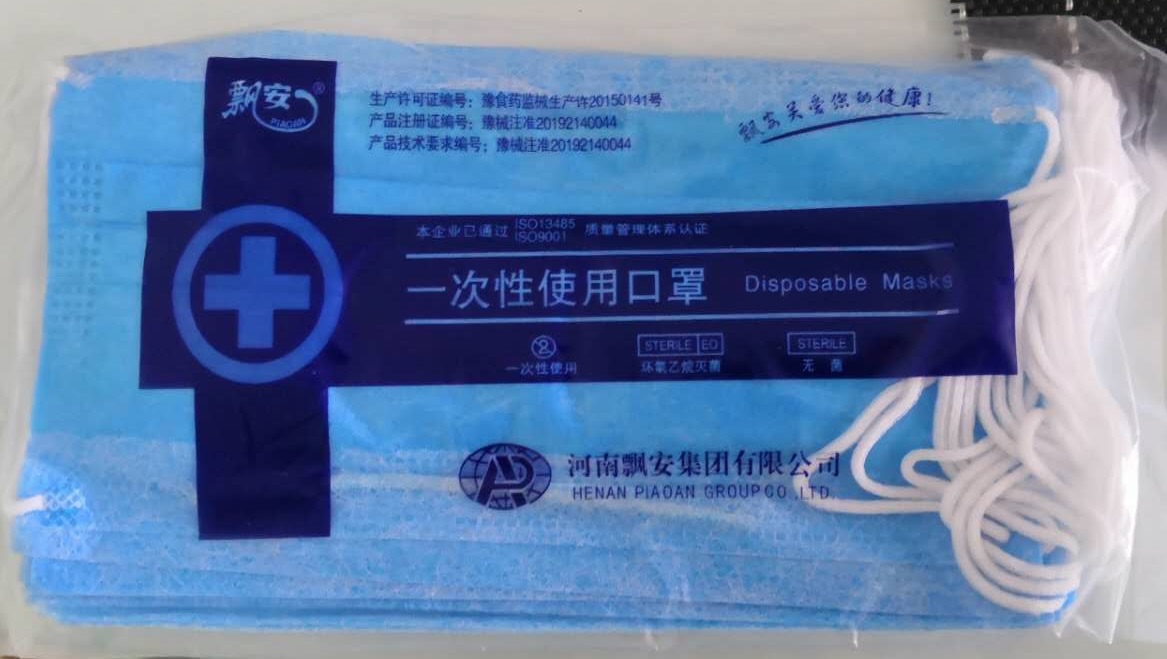 飘安®
PIAOAN
生产许可证编号：豫食药监械生产许20150141号
产品注册证编号：豫械注准20192140044
产品技术要求编号：豫械注准20192140044
飘安关爱您的健康！
本企业已通过 ISO13485 ISO9001 质量管理体系认证
一次性使用口罩 Disposable Masks
2 STERILE EO STERILE
一次性使用 环氧乙烷灭菌 无菌
河南飘安集团有限公司
HENAN PIAOAN GROUP CO.,LTD.